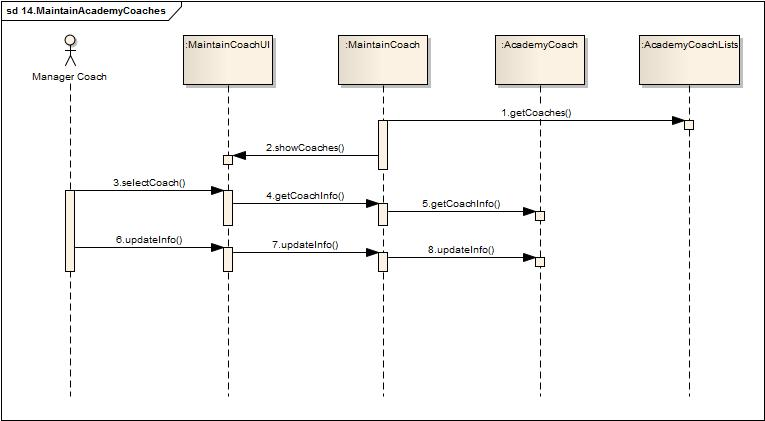 sd 14.MaintainAcademyCoaches
Manager Coach
:MaintainCoachUI
:MaintainCoach
:AcademyCoach
:AcademyCoachLists
1.getCoaches()
2.showCoaches()
3.selectCoach()
4.getCoachInfo()
5.getCoachInfo()
6.updateInfo()
7.updateInfo()
8.updateInfo()